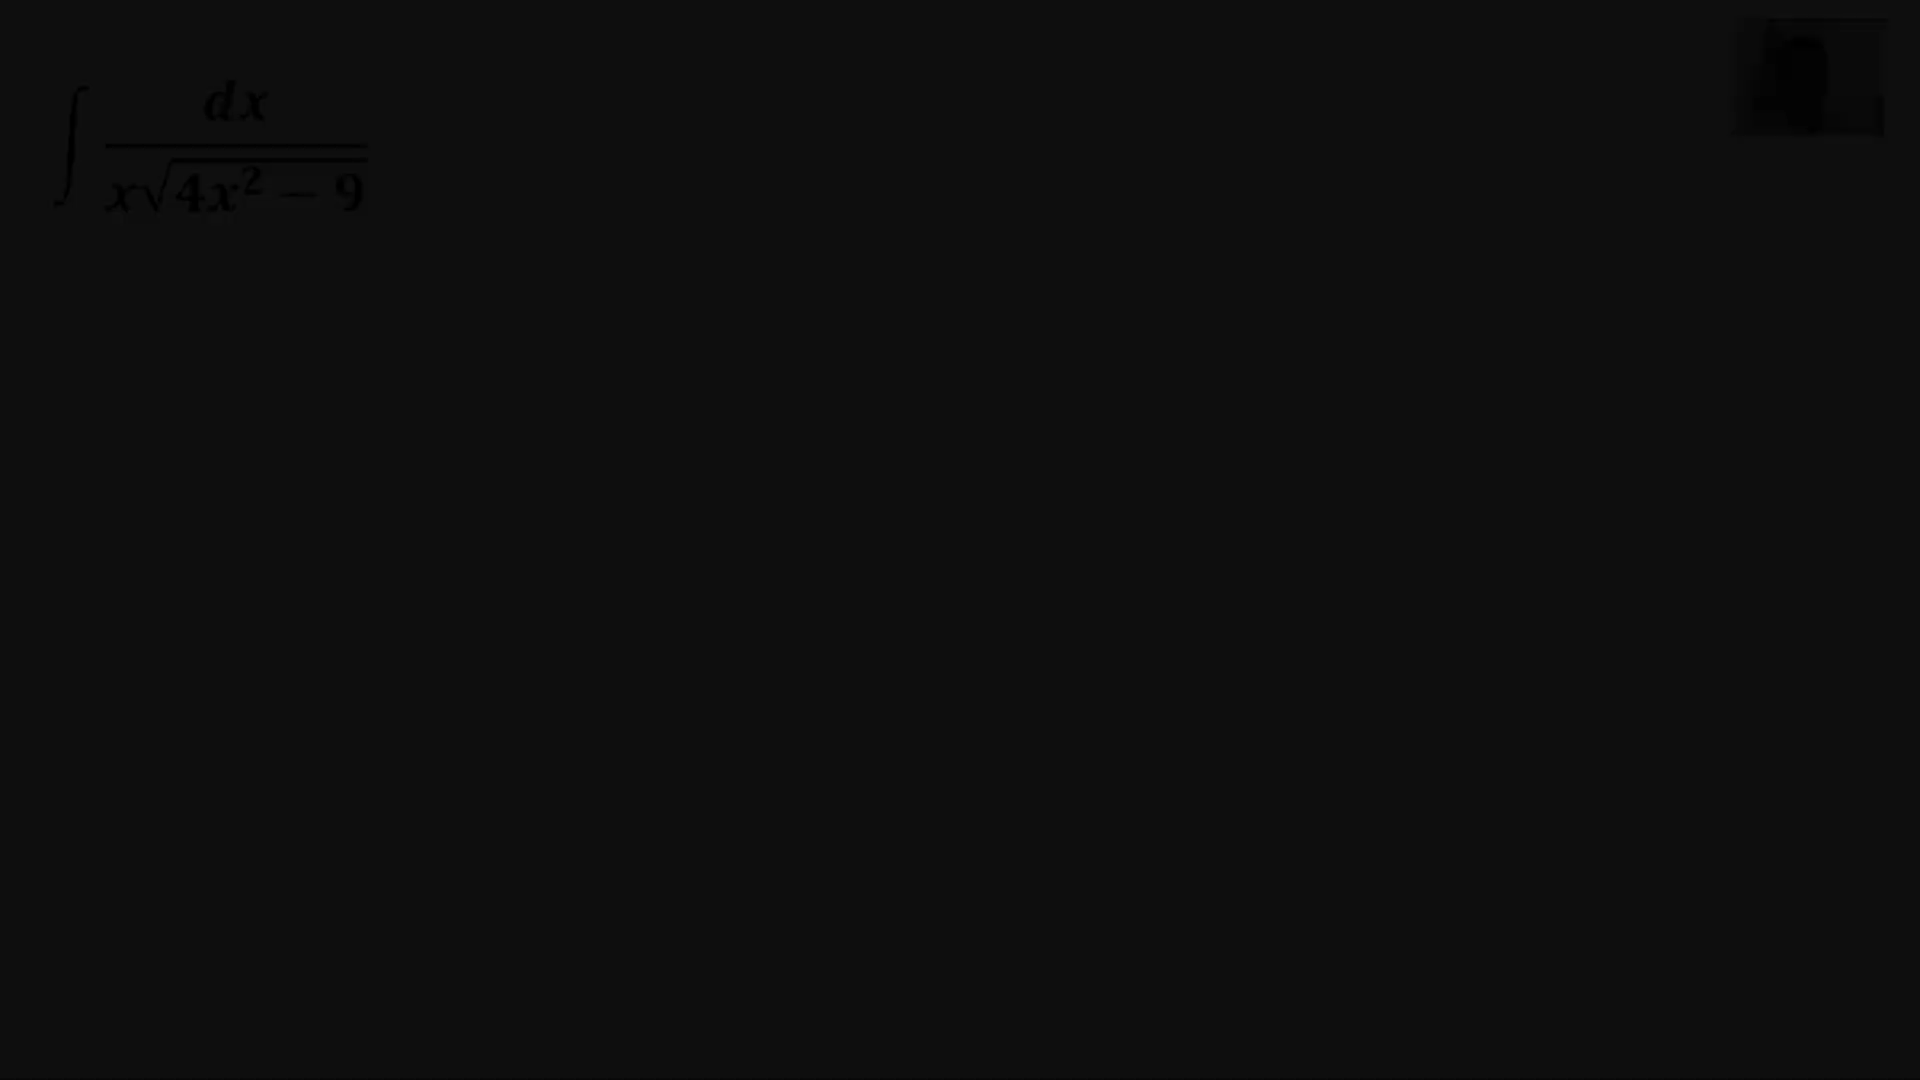 ∫ dx / (x√(4x² − 9))